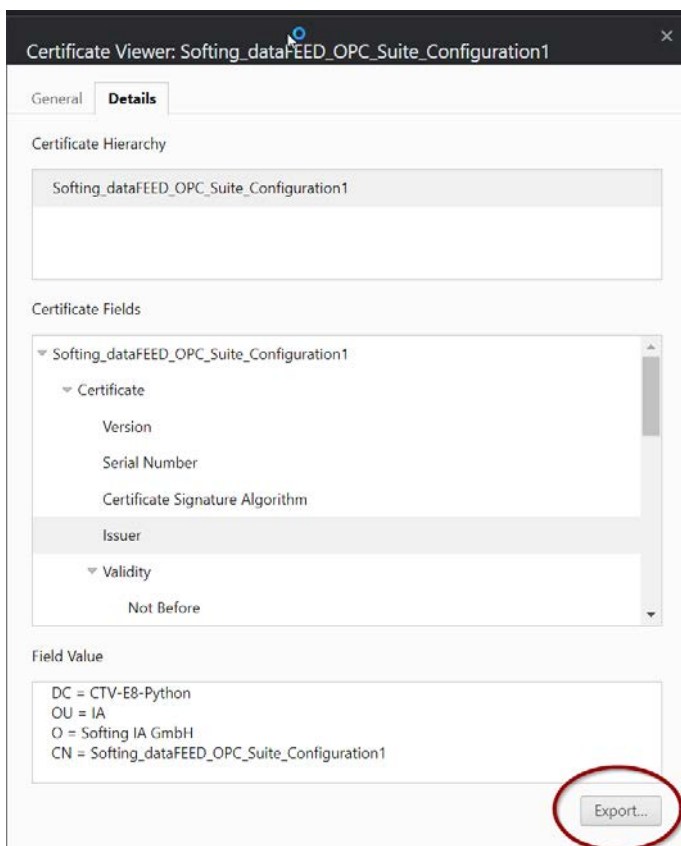 Certificate Viewer: Softing_dataFEED_OPC_Suite_Configuration1
General Details
Certificate Hierarchy
Softing_dataFEED_OPC_Suite_Configuration1
Certificate Fields
Softing_dataFEED_OPC_Suite_Configuration1
Certificate
Version
Serial Number
Certificate Signature Algorithm
Issuer
Validity
Not Before
Field Value
DC = CTV-E8-Python
OU = IA
O = Softing IA GmbH
CN = Softing_dataFEED_OPC_Suite_Configuration1
Export...